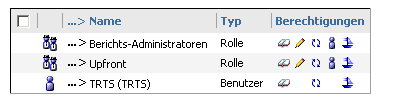 ...> Name Typ Berechtigungen
...> Berichts-Administratoren Rolle
...> Upfront Rolle
...> TRTS (TRTS) Benutzer